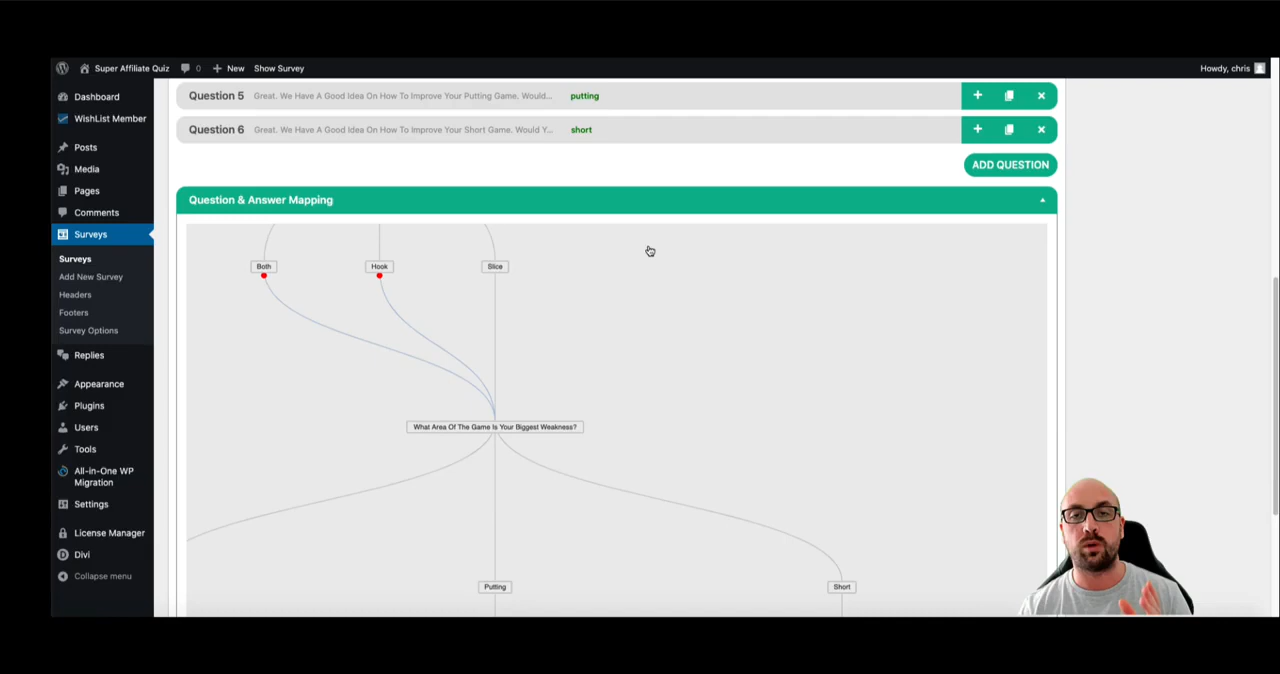 Super Affiliate Quiz
0
New
Show Survey
Howdy, chris
Dashboard
WishList Member
Posts
Media
Pages
Comments
Surveys
Surveys
Add New Survey
Headers
Footers
Survey Options
Replies
Appearance
Plugins
Users
Tools
All-in-One WP
Migration
Settings
License Manager
Divi
Collapse menu
Question 5 Great. We Have A Good Idea On How To Improve Your Putting Game. Would... putting
Question 6 Great. We Have A Good Idea On How To Improve Your Short Game. Would Y... short
ADD QUESTION
Question & Answer Mapping
Both Hook Slice
What Area Of The Game Is Your Biggest Weakness?
Putting Short